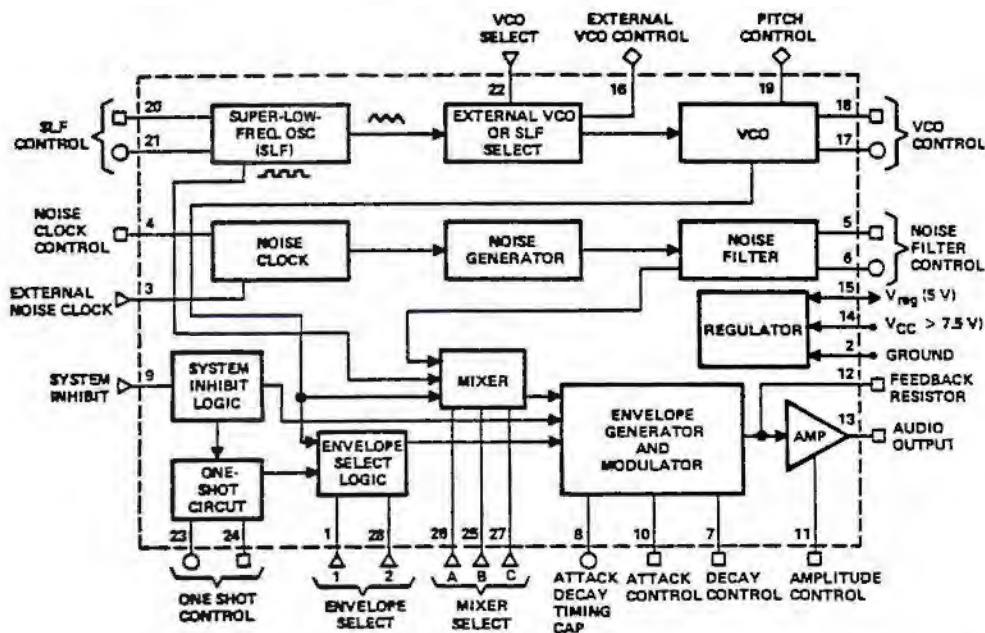 VCO
SELECT
EXTERNAL
VCO CONTROL
PITCH
CONTROL
22
16
19
SLF
CONTROL
20
21
SUPER-LOW-
FREQ. OSC
(SLF)
EXTERNAL VCO
OR SLF
SELECT
VCO
18
17
VCO
CONTROL
NOISE
CLOCK
CONTROL
4
NOISE
CLOCK
NOISE
GENERATOR
NOISE
FILTER
5
6
NOISE
FILTER
CONTROL
EXTERNAL
NOISE CLOCK
3
REGULATOR
15
Vreg (5 V)
14
VCC > 7.5 V)
2
GROUND
SYSTEM
INHIBIT
9
SYSTEM
INHIBIT
LOGIC
MIXER
12
FEEDBACK
RESISTOR
ENVELOPE
GENERATOR
AND
MODULATOR
AMP
13
AUDIO
OUTPUT
ENVELOPE
SELECT
LOGIC
ONE-
SHOT
CIRCUT
23
24
1
28
26
25
27
8
10
7
11
1
2
A
B
C
ONE SHOT
CONTROL
ENVELOPE
SELECT
MIXER
SELECT
ATTACK
DECAY
TIMING
CAP
ATTACK
CONTROL
DECAY
CONTROL
AMPLITUDE
CONTROL